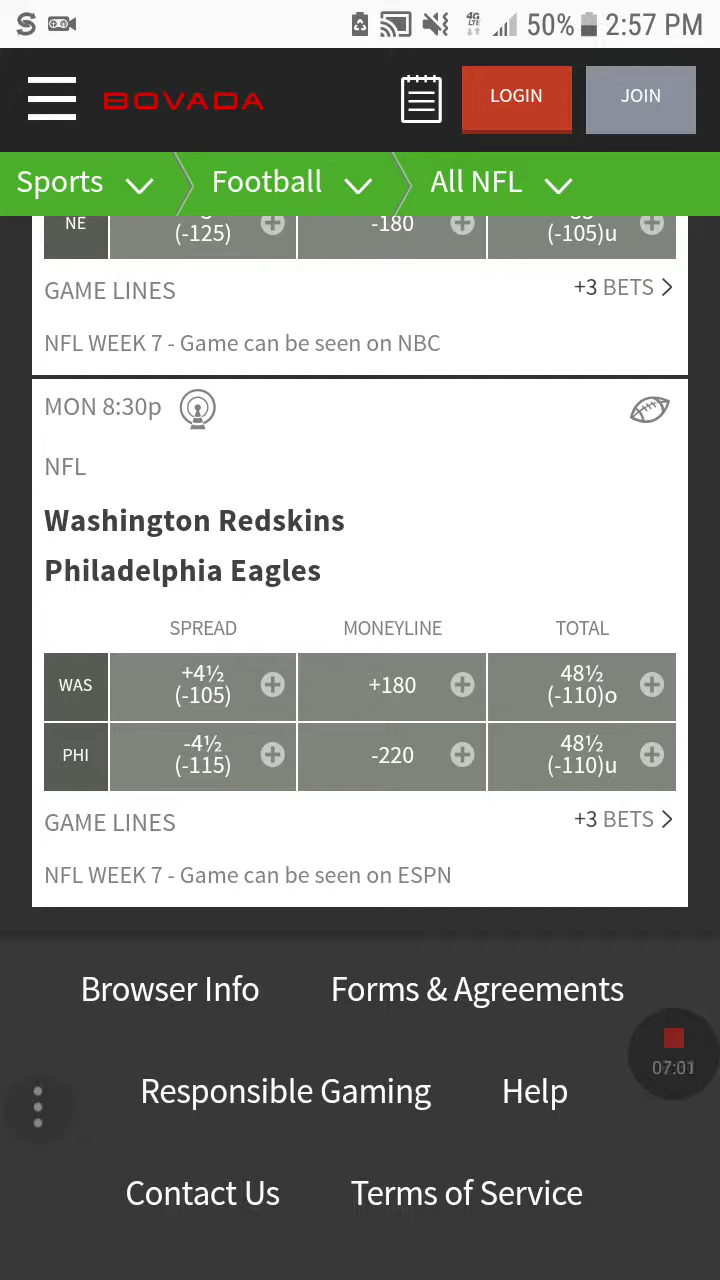 4G LTE 50% 2:57 PM
BOVADA LOGIN JOIN
Sports Football All NFL
NE (-125) -180 (-105)u
GAME LINES +3 BETS
NFL WEEK 7 - Game can be seen on NBC
MON 8:30p
NFL
Washington Redskins
Philadelphia Eagles
SPREAD MONEYLINE TOTAL
WAS +4½ (-105) +180 48½ (-110)o
PHI -4½ (-115) -220 48½ (-110)u
GAME LINES +3 BETS
NFL WEEK 7 - Game can be seen on ESPN
Browser Info Forms & Agreements
07:01
Responsible Gaming Help
Contact Us Terms of Service